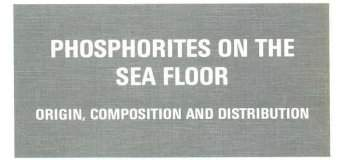 PHOSPHORITES ON THE
SEA FLOOR
ORIGIN, COMPOSITION AND DISTRIBUTION